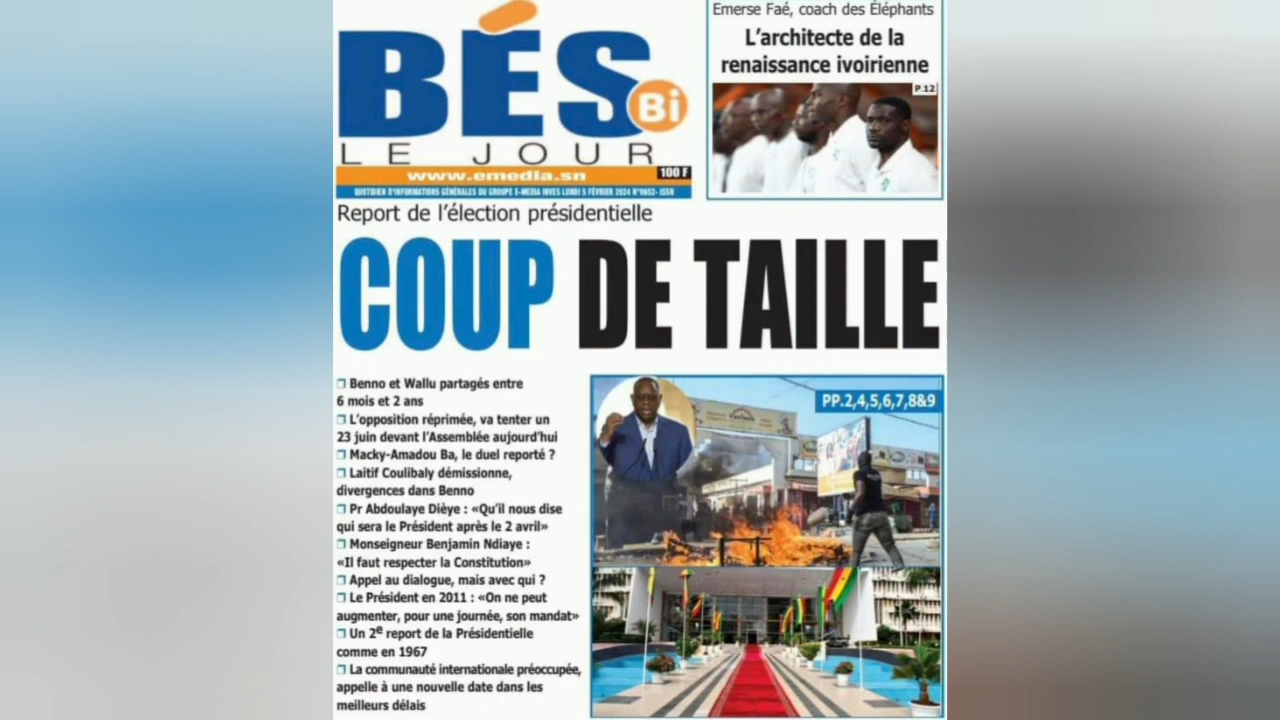 BÉS
Bi
LE JOUR
www.emedia.sn
100 F
QUOTIDIEN D'INFORMATIONS GÉNÉRALES DU GROUPE E-MEDIA INVES LUNDI 5 FÉVRIER 2024 N°0652- ISSN
Emerse Faé, coach des Éléphants
L'architecte de la
renaissance ivoirienne
P.12
Report de l'élection présidentielle
COUP DE TAILLE
❒ Benno et Wallu partagés entre
6 mois et 2 ans
❒ L'opposition réprimée, va tenter un
23 juin devant l'Assemblée aujourd'hui
❒ Macky-Amadou Ba, le duel reporté ?
❒ Laitif Coulibaly démissionne,
divergences dans Benno
❒ Pr Abdoulaye Dièye : «Qu'il nous dise
qui sera le Président après le 2 avril»
❒ Monseigneur Benjamin Ndiaye :
«Il faut respecter la Constitution»
❒ Appel au dialogue, mais avec qui ?
❒ Le Président en 2011 : «On ne peut
augmenter, pour une journée, son mandat»
❒ Un 2e report de la Présidentielle
comme en 1967
❒ La communauté internationale préoccupée,
appelle à une nouvelle date dans les
meilleurs délais
PP.2,4,5,6,7,8&9